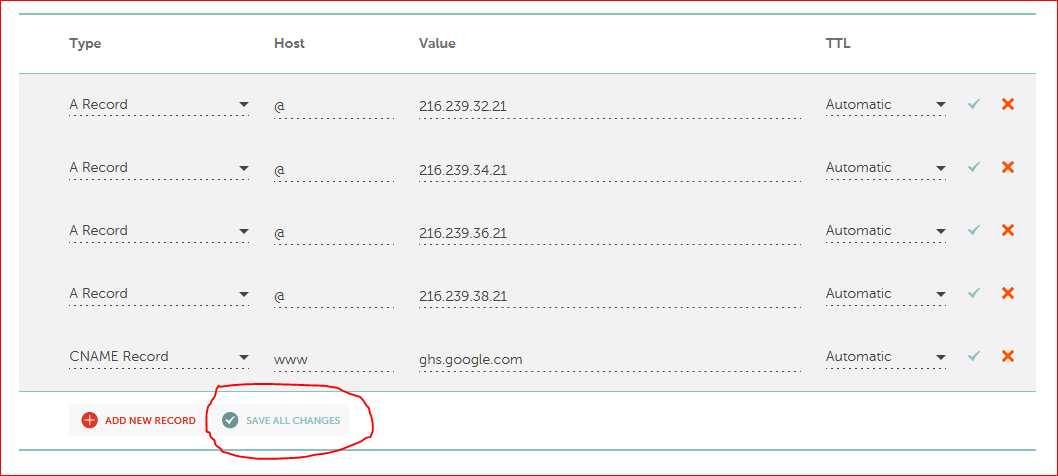 Type Host Value TTL
A Record @ 216.239.32.21 Automatic
A Record @ 216.239.34.21 Automatic
A Record @ 216.239.36.21 Automatic
A Record @ 216.239.38.21 Automatic
CNAME Record www ghs.google.com Automatic
ADD NEW RECORD SAVE ALL CHANGES